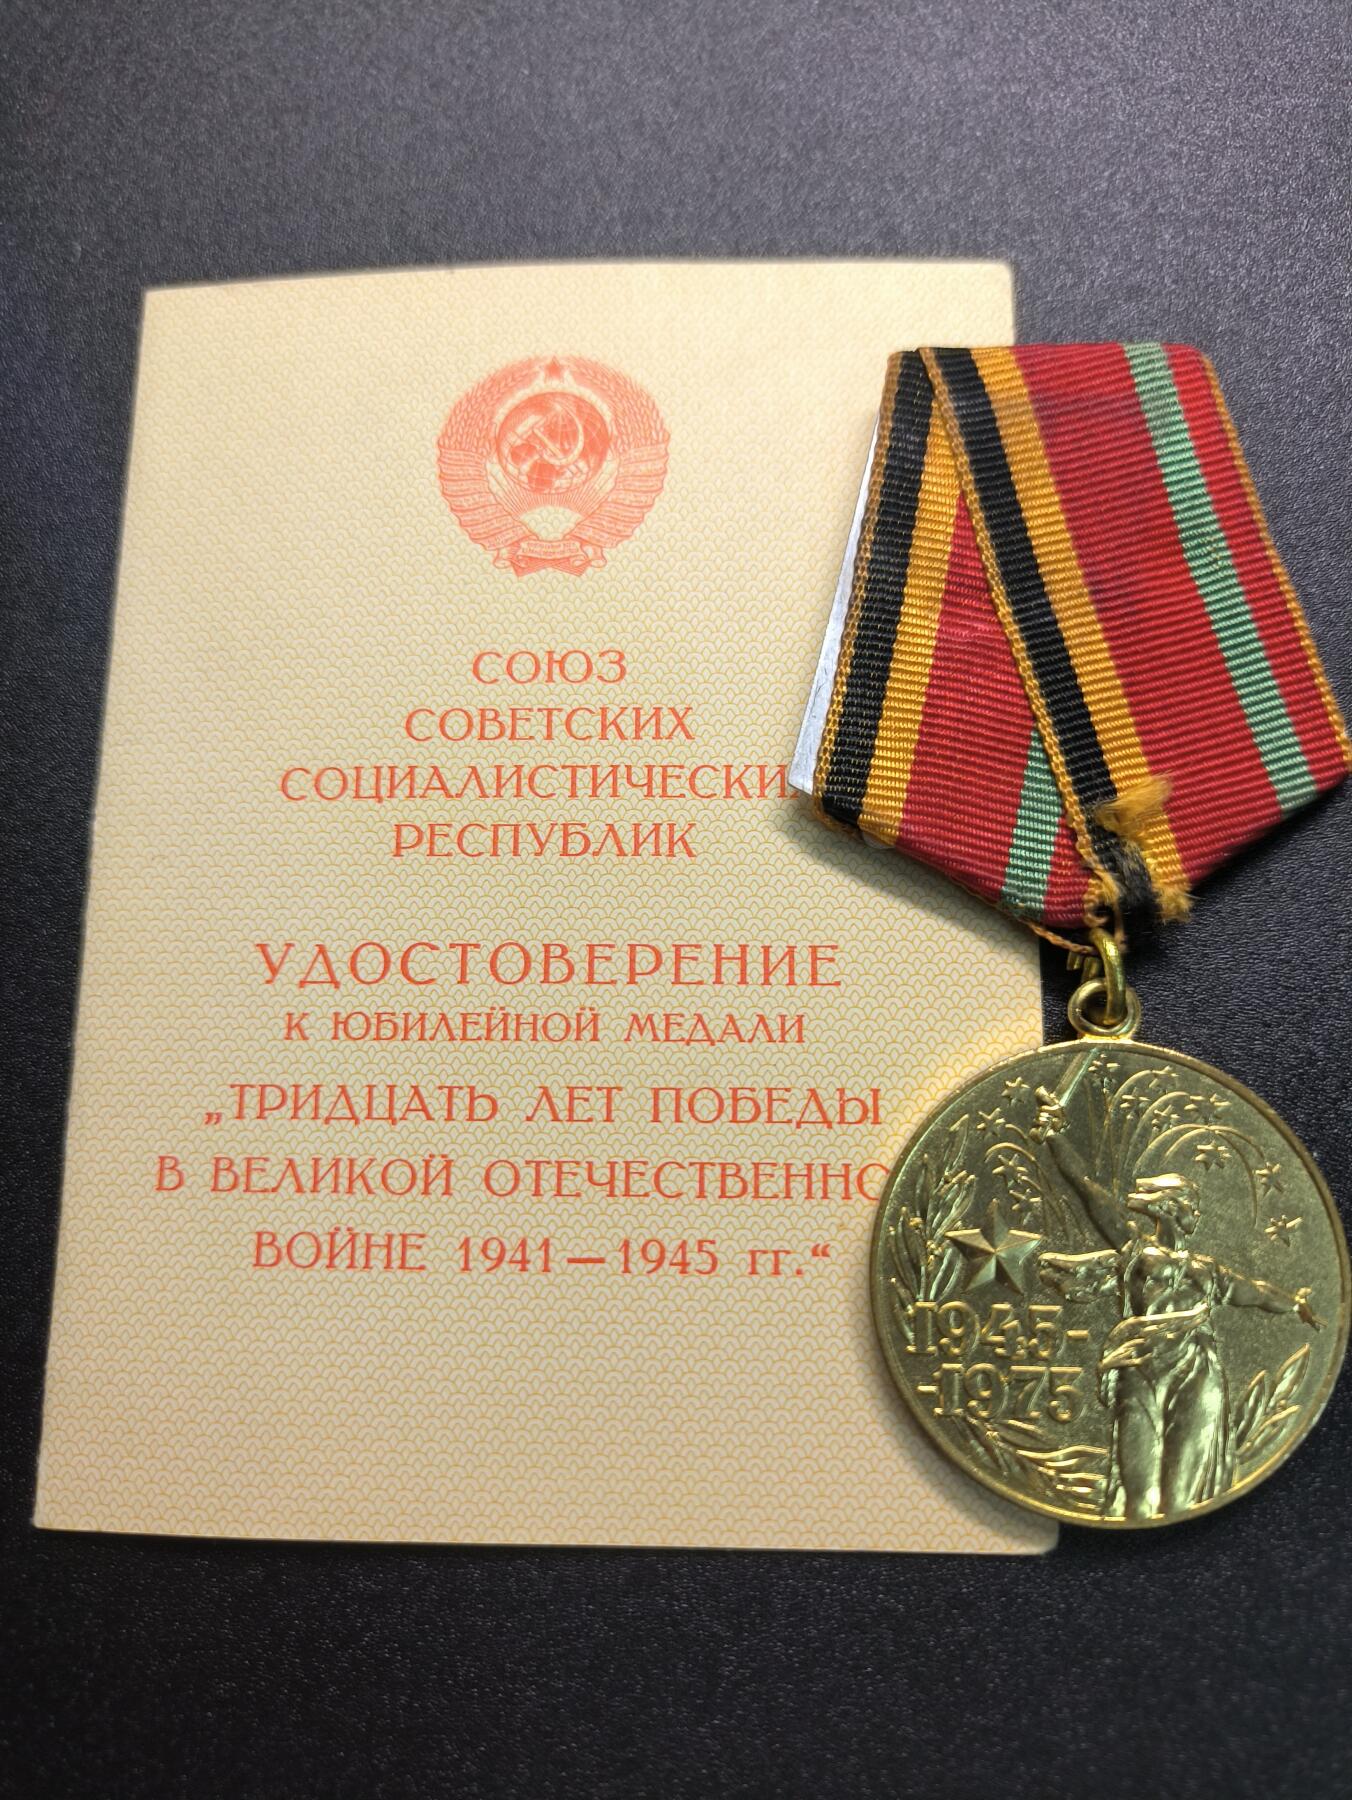 СОЮЗ
СОВЕТСКИХ
СОЦИАЛИСТИЧЕСКИ
РЕСПУБЛИК
УДОСТОВЕРЕНИЕ
К ЮБИЛЕЙНОЙ МЕДАЛИ
„ТРИДЦАТЬ ЛЕТ ПОБЕДЫ
В ВЕЛИКОЙ ОТЕЧЕСТВЕННО
ВОЙНЕ 1941—1945 гг.“
1945-
-1975